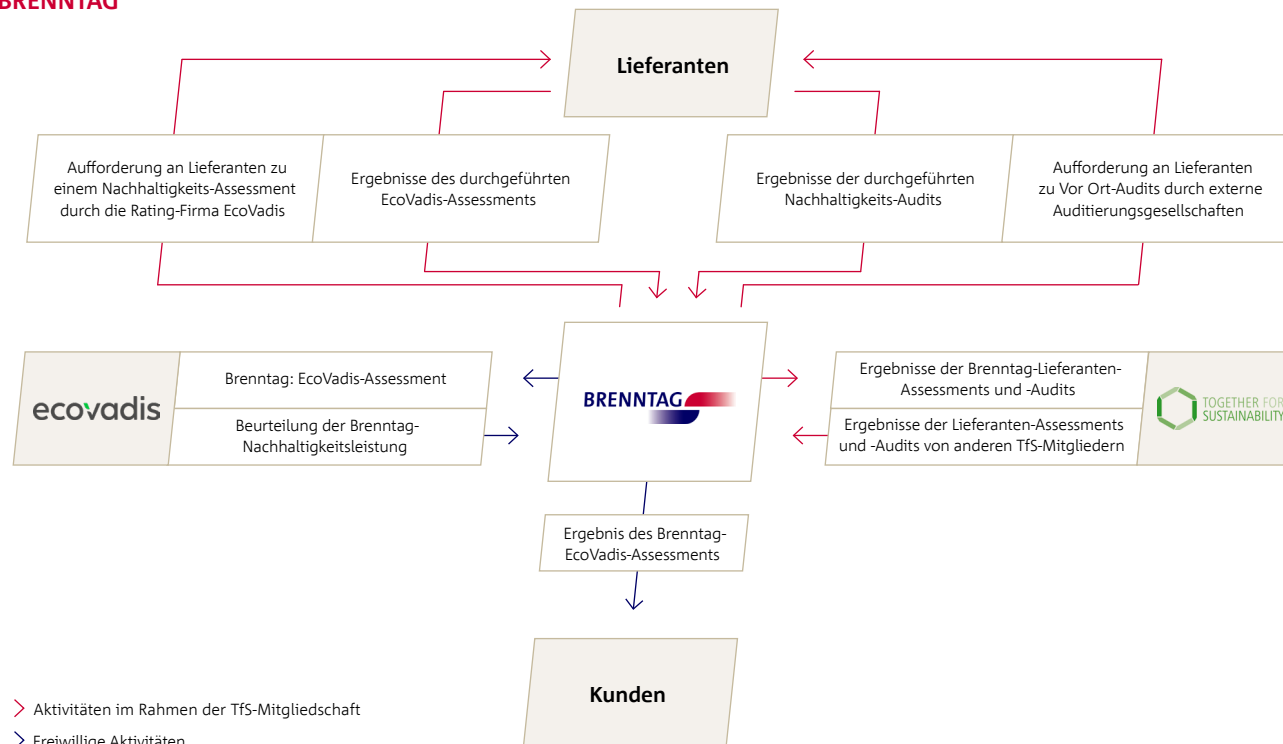 BRENNTAG
Lieferanten
Aufforderung an Lieferanten zu
einem Nachhaltigkeits-Assessment
durch die Rating-Firma EcoVadis
Ergebnisse des durchgeführten
EcoVadis-Assessments
Ergebnisse der durchgeführten
Nachhaltigkeits-Audits
Aufforderung an Lieferanten
zu Vor Ort-Audits durch externe
Auditierungsgesellschaften
ecovadis
Brenntag: EcoVadis-Assessment
Beurteilung der Brenntag-
Nachhaltigkeitsleistung
BRENNTAG
Ergebnisse der Brenntag-Lieferanten-
Assessments und -Audits
Ergebnisse der Lieferanten-Assessments
und -Audits von anderen TfS-Mitgliedern
TOGETHER FOR
SUSTAINABILITY
Ergebnis des Brenntag-
EcoVadis-Assessments
Kunden
Aktivitäten im Rahmen der TfS-Mitgliedschaft
Freiwillige Aktivitäten